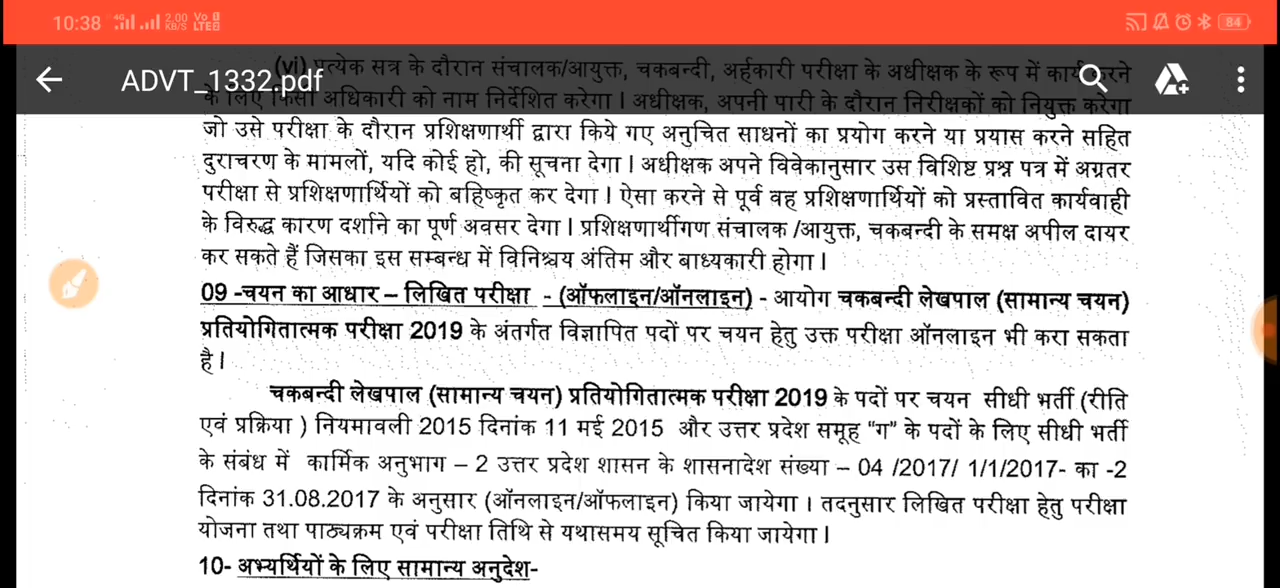 10:38 4G 2.00 KB/S Vo LTE2 84
ADVT_1332.pdf
(vi) प्रत्येक सत्र के दौरान संचालक/आयुक्त, चकबन्दी, अर्हकारी परीक्षा के अधीक्षक के रूप में कार्य करने
के लिए किसी अधिकारी को नाम निर्देशित करेगा। अधीक्षक, अपनी पारी के दौरान निरीक्षकों को नियुक्त करेगा
जो उसे परीक्षा के दौरान प्रशिक्षणार्थी द्वारा किये गए अनुचित साधनों का प्रयोग करने या प्रयास करने सहित
दुराचरण के मामलों, यदि कोई हो, की सूचना देगा। अधीक्षक अपने विवेकानुसार उस विशिष्ट प्रश्न पत्र में अग्रतर
परीक्षा से प्रशिक्षणार्थियों को बहिष्कृत कर देगा। ऐसा करने से पूर्व वह प्रशिक्षणार्थियों को प्रस्तावित कार्यवाही
के विरुद्ध कारण दर्शाने का पूर्ण अवसर देगा। प्रशिक्षणार्थीगण संचालक /आयुक्त, चकबन्दी के समक्ष अपील दायर
कर सकते हैं जिसका इस सम्बन्ध में विनिश्चय अंतिम और बाध्यकारी होगा।
09 -चयन का आधार – लिखित परीक्षा - (ऑफलाइन/ऑनलाइन) - आयोग चकबन्दी लेखपाल (सामान्य चयन)
प्रतियोगितात्मक परीक्षा 2019 के अंतर्गत विज्ञापित पदों पर चयन हेतु उक्त परीक्षा ऑनलाइन भी करा सकता
है।
चकबन्दी लेखपाल (सामान्य चयन) प्रतियोगितात्मक परीक्षा 2019 के पदों पर चयन सीधी भर्ती (रीति
एवं प्रक्रिया ) नियमावली 2015 दिनांक 11 मई 2015 और उत्तर प्रदेश समूह “ग” के पदों के लिए सीधी भर्ती
के संबंध में कार्मिक अनुभाग – 2 उत्तर प्रदेश शासन के शासनादेश संख्या – 04 /2017/ 1/1/2017- का -2
दिनांक 31.08.2017 के अनुसार (ऑनलाइन/ऑफलाइन) किया जायेगा। तदनुसार लिखित परीक्षा हेतु परीक्षा
योजना तथा पाठ्यक्रम एवं परीक्षा तिथि से यथासमय सूचित किया जायेगा।
10- अभ्यर्थियों के लिए सामान्य अनुदेश-